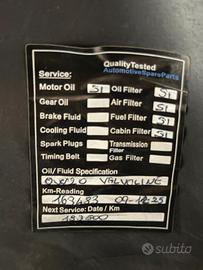 QualityTested
AutomotiveSpareParts
Service:
Motor Oil SI Oil Filter SI
Gear Oil Air Filter SI
Brake Fluid Fuel Filter SI
Cooling Fluid Cabin Filter SI
Spark Plugs Transmission Filter
Timing Belt Gas Filter
Oil/ Fluid Specification
VALVOLINE
Km-Reading
Next Service: Date / Km
subito